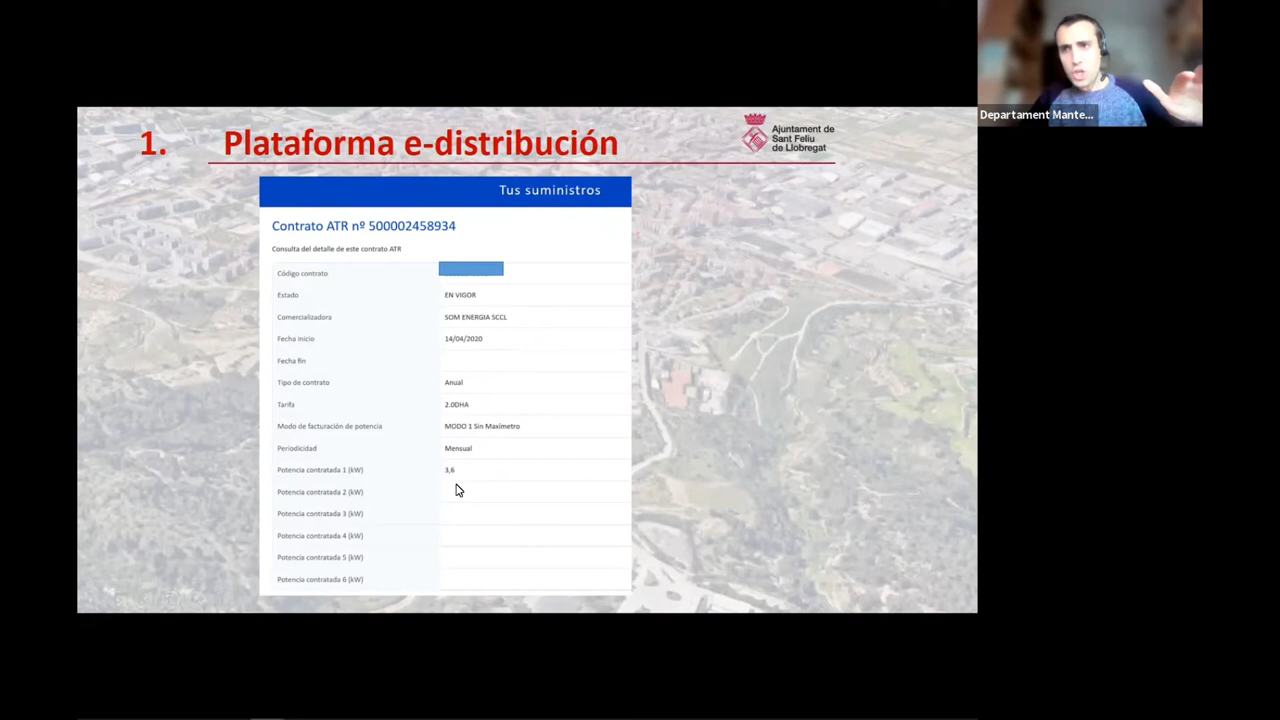 Departament Mante...
1. Plataforma e-distribución
Ajuntament de
Sant Feliu
de Llobregat
Tus suministros
Contrato ATR nº 500002458934
Consulta del detalle de este contrato ATR
Código contrato
Estado EN VIGOR
Comercializadora SOM ENERGIA SCCL
Fecha inicio 14/04/2020
Fecha fin
Tipo de contrato Anual
Tarifa 2.0DHA
Modo de facturación de potencia MODO 1 Sin Maxímetro
Periodicidad Mensual
Potencia contratada 1 (kW) 3,6
Potencia contratada 2 (kW)
Potencia contratada 3 (kW)
Potencia contratada 4 (kW)
Potencia contratada 5 (kW)
Potencia contratada 6 (kW)